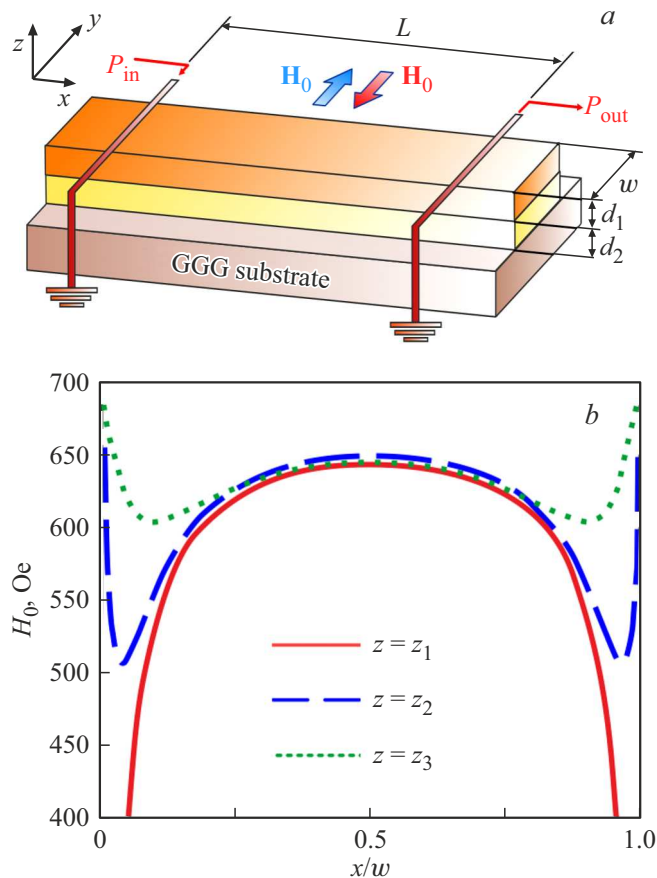 a
z
y
x
P_in
L
H_0
H_0
P_out
w
d_1
d_2
GGG substrate
b
700
650
600
550
500
450
400
H_0, Oe
z = z_1
z = z_2
z = z_3
0
0.5
1.0
x/w